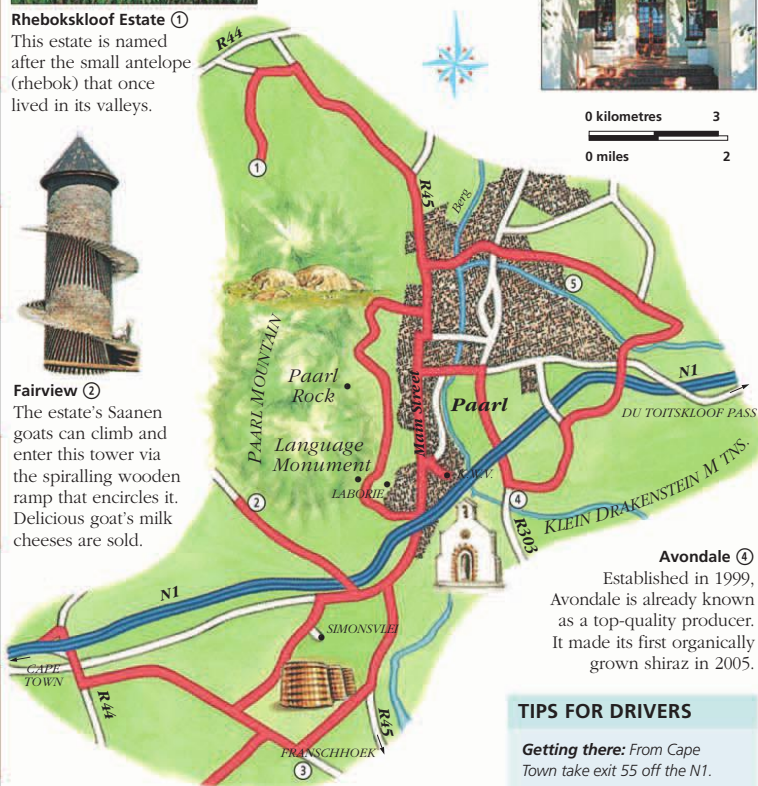 Rhebokskloof Estate ①
This estate is named
after the small antelope
(rhebok) that once
lived in its valleys.
R44
0 kilometres 3
0 miles 2
①
R45
Berg
⑤
PAARL MOUNTAIN
Paarl
Rock
Main Street
Paarl
N1
DU TOITSKLOOF PASS
Fairview ②
The estate's Saanen
goats can climb and
enter this tower via
the spiralling wooden
ramp that encircles it.
Delicious goat's milk
cheeses are sold.
Language
Monument
LABORIE
K.W.V.
②
④
R303
KLEIN DRAKENSTEIN MTNS.
Avondale ④
Established in 1999,
Avondale is already known
as a top-quality producer.
It made its first organically
grown shiraz in 2005.
N1
SIMONSVLEI
CAPE
TOWN
R44
R45
FRANSCHHOEK
③
TIPS FOR DRIVERS
Getting there: From Cape
Town take exit 55 off the N1.